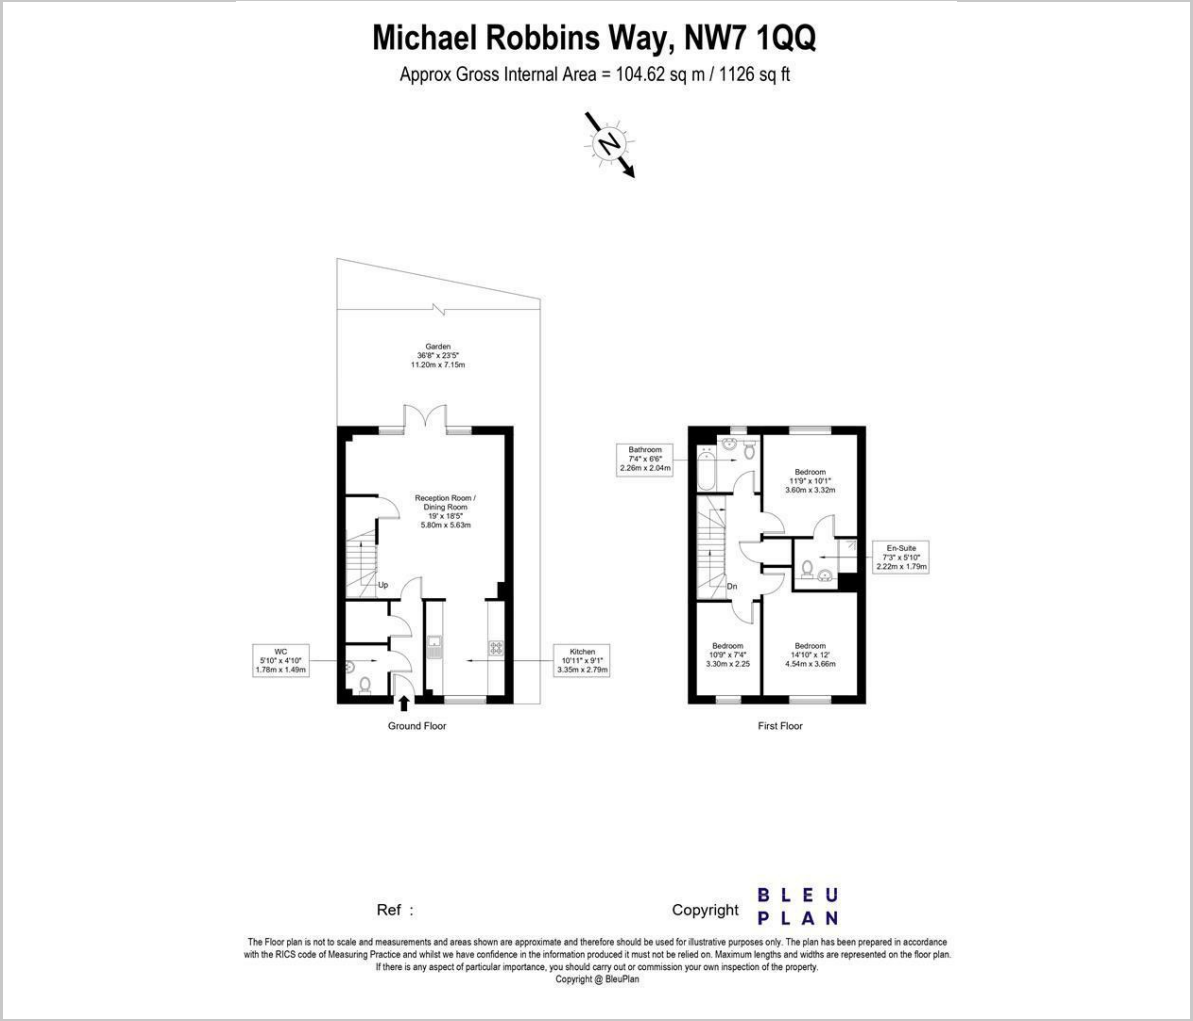 Michael Robbins Way, NW7 1QQ
Approx Gross Internal Area = 104.62 sq m / 1126 sq ft
N
Garden
36'8" x 23'5"
11.20m x 7.15m
Reception Room /
Dining Room
19' x 18'5"
5.80m x 5.63m
Up
WC
5'10" x 4'10"
1.78m x 1.49m
Kitchen
10'11" x 9'1"
3.35m x 2.79m
Ground Floor
Bathroom
7'4" x 6'6"
2.26m x 2.04m
Bedroom
11'9" x 10'1"
3.60m x 3.32m
En-Suite
7'3" x 5'10"
2.22m x 1.79m
Dn
Bedroom
10'9" x 7'4"
3.30m x 2.25
Bedroom
14'10" x 12'
4.54m x 3.66m
First Floor
Ref :
Copyright
BLEU
PLAN
The Floor plan is not to scale and measurements and areas shown are approximate and therefore should be used for illustrative purposes only. The plan has been prepared in accordance
with the RICS code of Measuring Practice and whilst we have confidence in the information produced it must not be relied on. Maximum lengths and widths are represented on the floor plan.
If there is any aspect of particular importance, you should carry out or commission your own inspection of the property.
Copyright @ BleuPlan